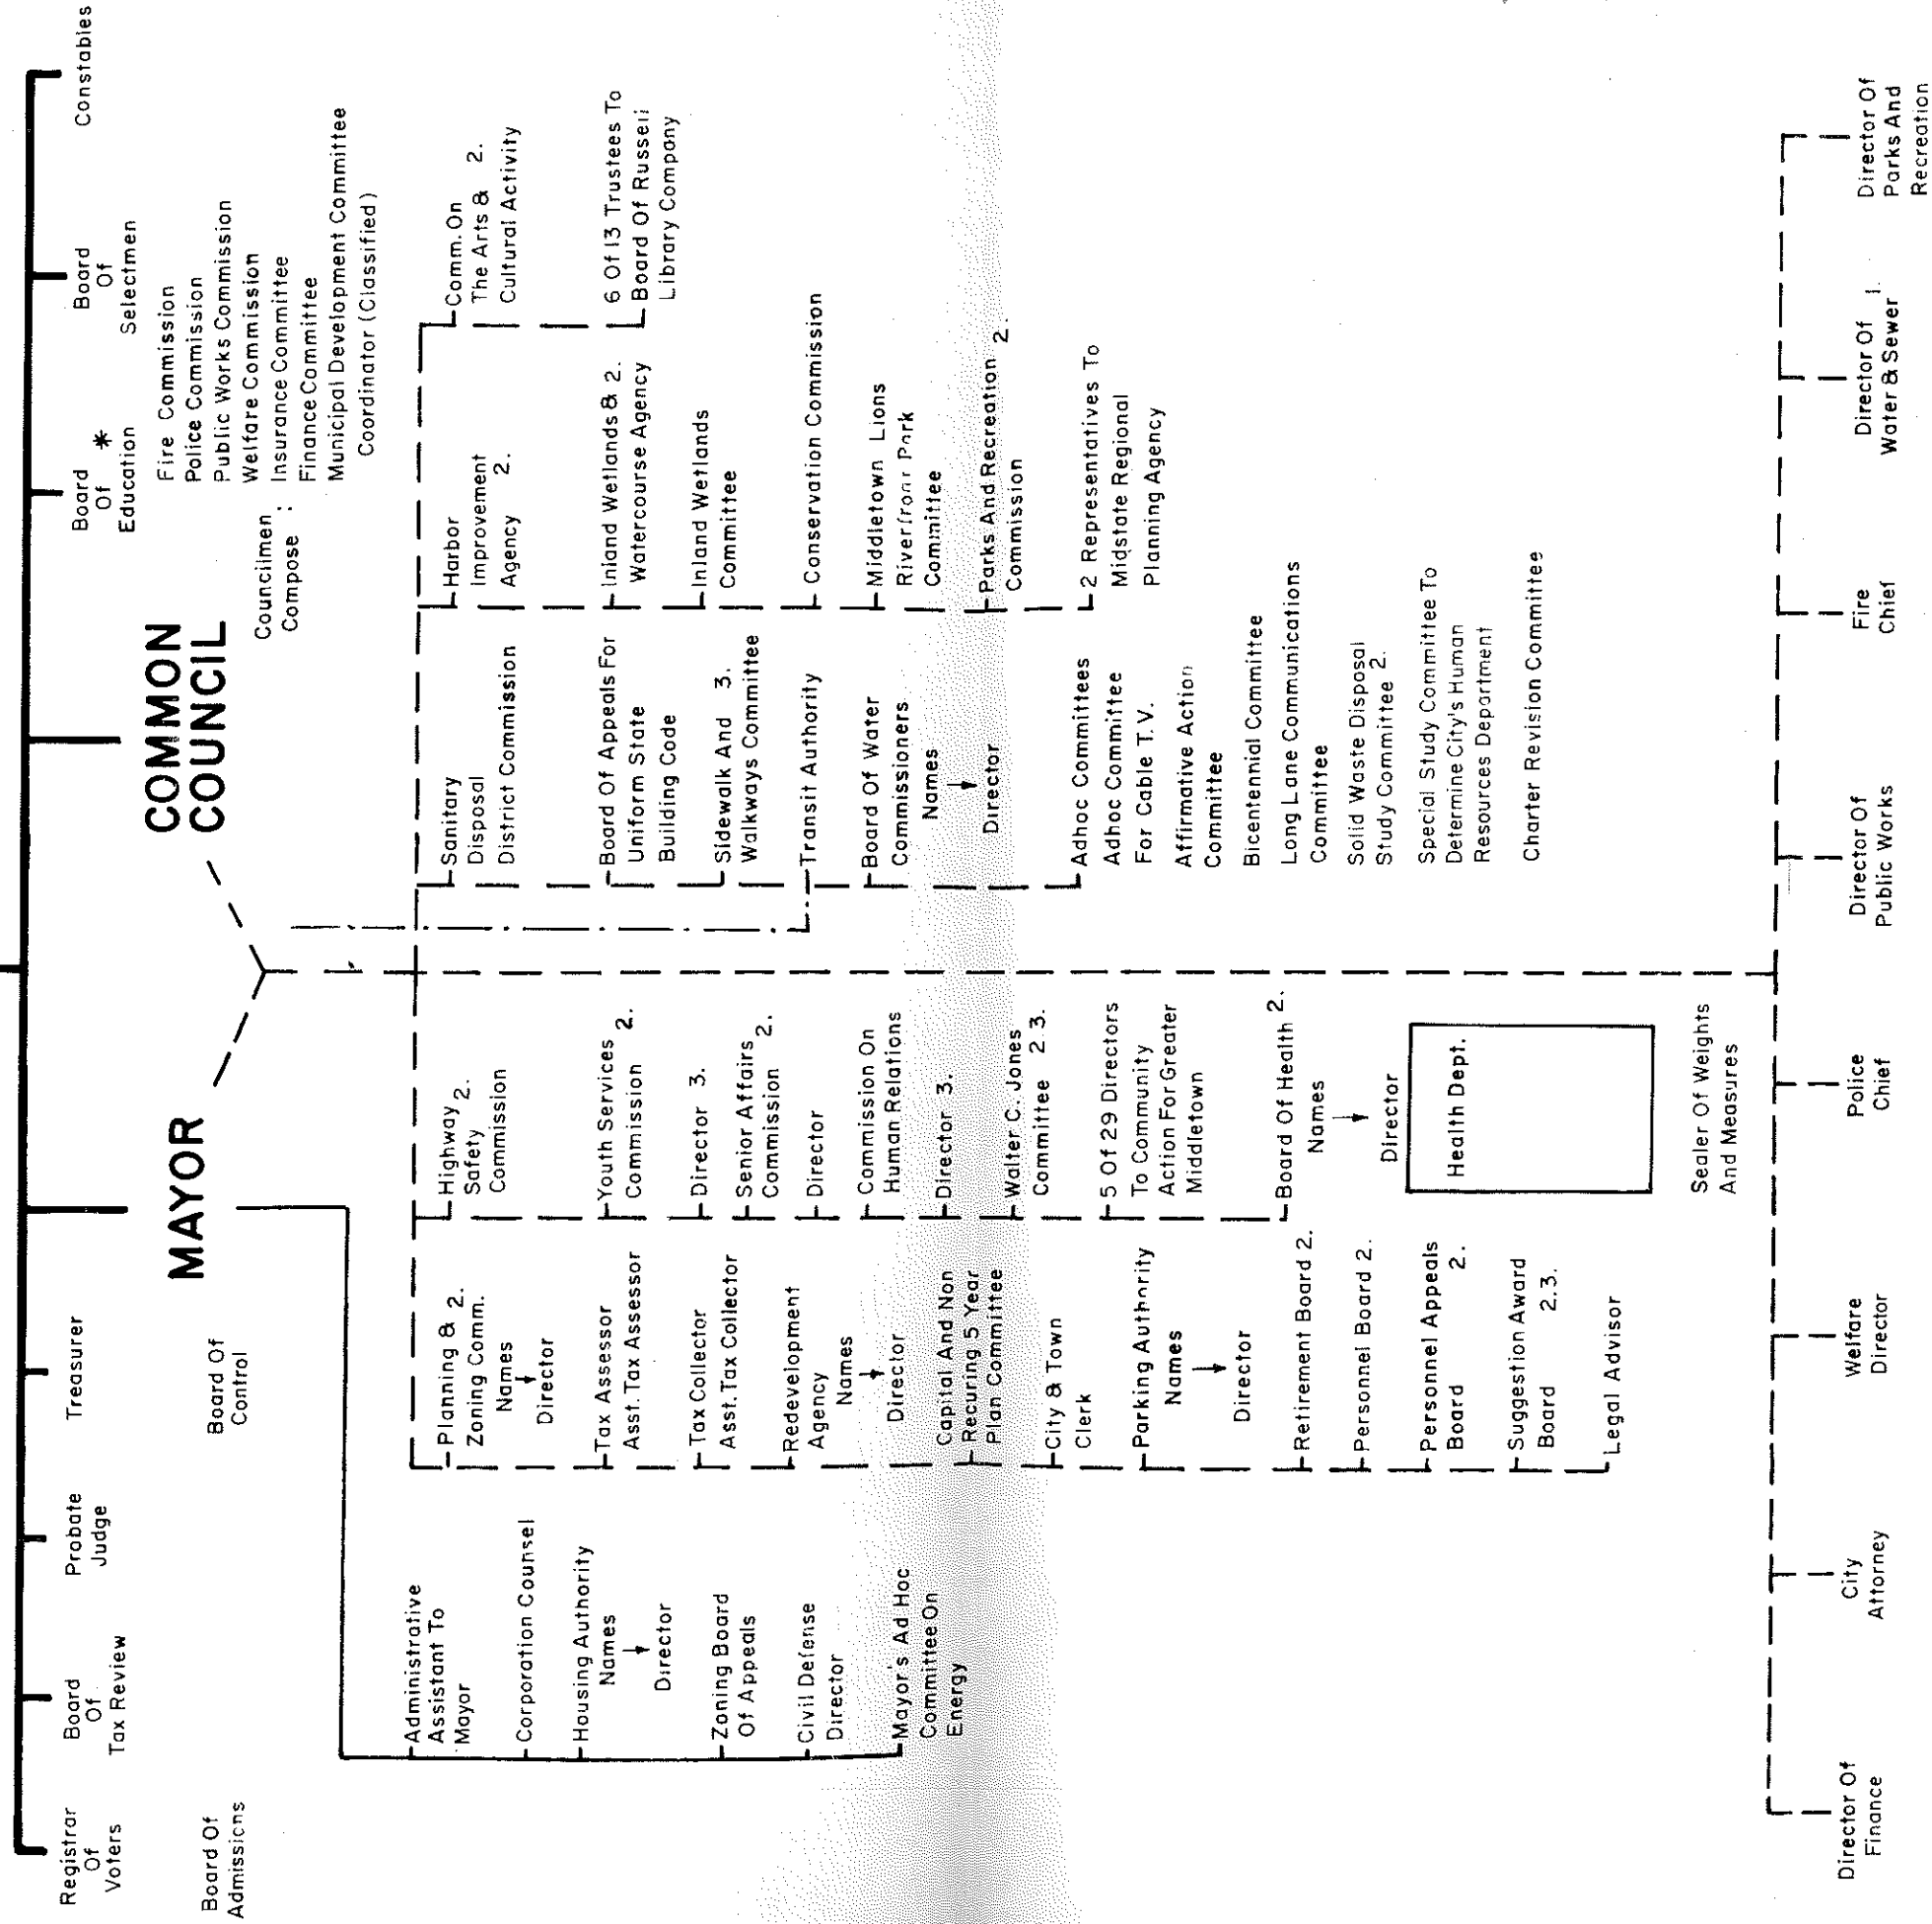 Registrar
Of
Voters
Board
Of
Tax Review
Probate
Judge
Treasurer
Board
Of *
Education
Board
Of
Selectmen
Constables
Board Of
Admissions
Board Of
Control
MAYOR
COMMON
COUNCIL
Councilmen
Compose :
Fire Commission
Police Commission
Public Works Commission
Welfare Commission
Insurance Committee
Finance Committee
Municipal Development Committee
Coordinator (Classified)
Administrative
Assistant To
Mayor
Corporation Counsel
Housing Authority
Names
Director
Zoning Board
Of Appeals
Civil Defense
Director
Mayor's Ad Hoc
Committee On
Energy
Planning & 2.
Zoning Comm.
Names
Director
Tax Assessor
Asst. Tax Assessor
Tax Collector
Asst. Tax Collector
Redevelopment
Agency
Names
Director
Capital And Non
Recuring 5 Year
Plan Committee
City & Town
Clerk
Parking Authority
Names
Director
Retirement Board 2.
Personnel Board 2.
Personnel Appeals
Board 2.
Suggestion Award
Board 2.3.
Legal Advisor
Highway
Safety 2.
Commission
Youth Services
Commission 2.
Director 3.
Senior Affairs
Commission 2.
Director
Commission On
Human Relations
Director 3.
Walter C. Jones
Committee 2.3.
5 Of 29 Directors
To Community
Action For Greater
Middletown
Board Of Health 2.
Names
Director
Health Dept.
Sealer Of Weights
And Measures
Sanitary
Disposal
District Commission
Board Of Appeals For
Uniform State
Building Code
Sidewalk And 3.
Walkways Committee
Transit Authority
Board Of Water
Commissioners
Names
Director
Adhoc Committees
Adhoc Committee
For Cable T.V.
Affirmative Action
Committee
Bicentennial Committee
Long Lane Communications
Committee
Solid Waste Disposal
Study Committee 2.
Special Study Committee To
Determine City's Human
Resources Department
Charter Revision Committee
Harbor
Improvement
Agency 2.
Inland Wetlands & 2.
Watercourse Agency
Inland Wetlands
Committee
Conservation Commission
Middletown Lions
Riverfront Park
Committee
Parks And Recreation 2.
Commission
2 Representatives To
Midstate Regional
Planning Agency
Comm. On
The Arts & 2.
Cultural Activity
6 Of 13 Trustees To
Board Of Russell
Library Company
Director Of
Finance
City
Attorney
Welfare
Director
Police
Chief
Director Of
Public Works
Fire
Chief
Director Of 1.
Water & Sewer
Director Of
Parks And
Recreation